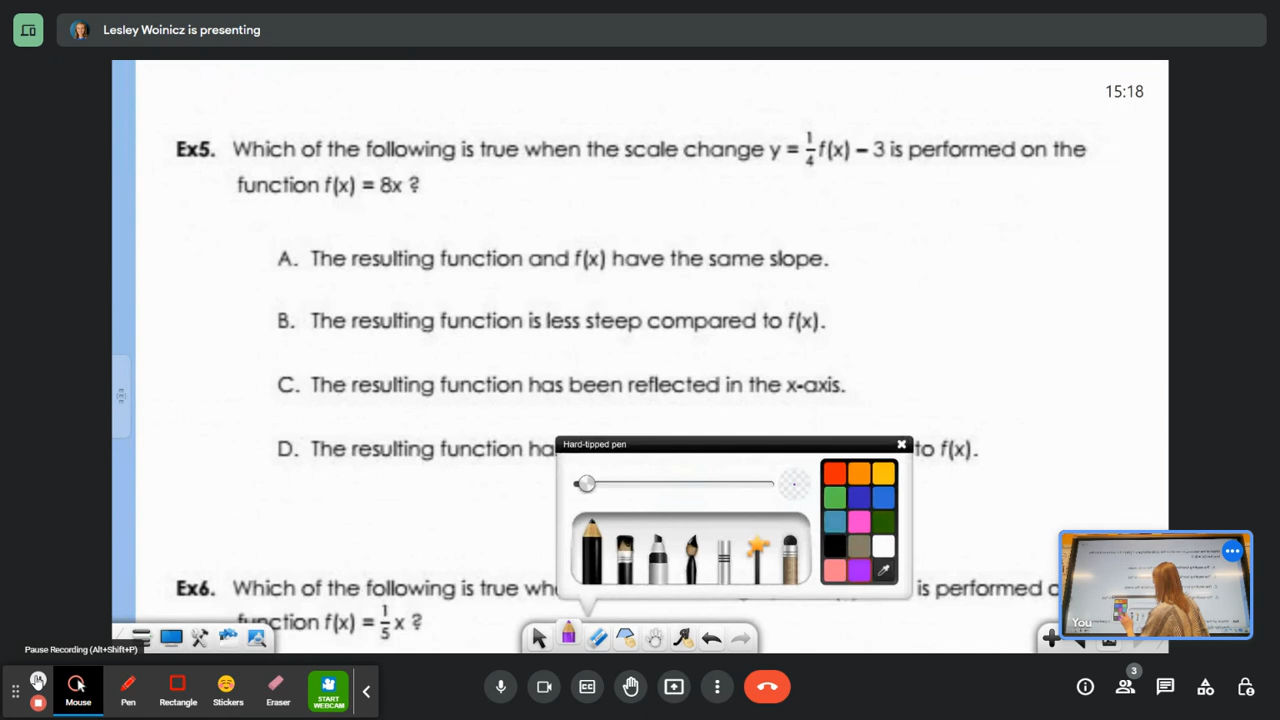 Lesley Woinicz is presenting
15:18
Ex5. Which of the following is true when the scale change y = 1/4 f(x) – 3 is performed on the
function f(x) = 8x ?
A. The resulting function and f(x) have the same slope.
B. The resulting function is less steep compared to f(x).
C. The resulting function has been reflected in the x-axis.
D. The resulting function ha to f(x).
Hard-tipped pen
Ex6. Which of the following is true wh is performed o
function f(x) = 1/5 x ?
You
Pause Recording (Alt+Shift+P)
Mouse
Pen
Rectangle
Stickers
Eraser
START
WEBCAM
3